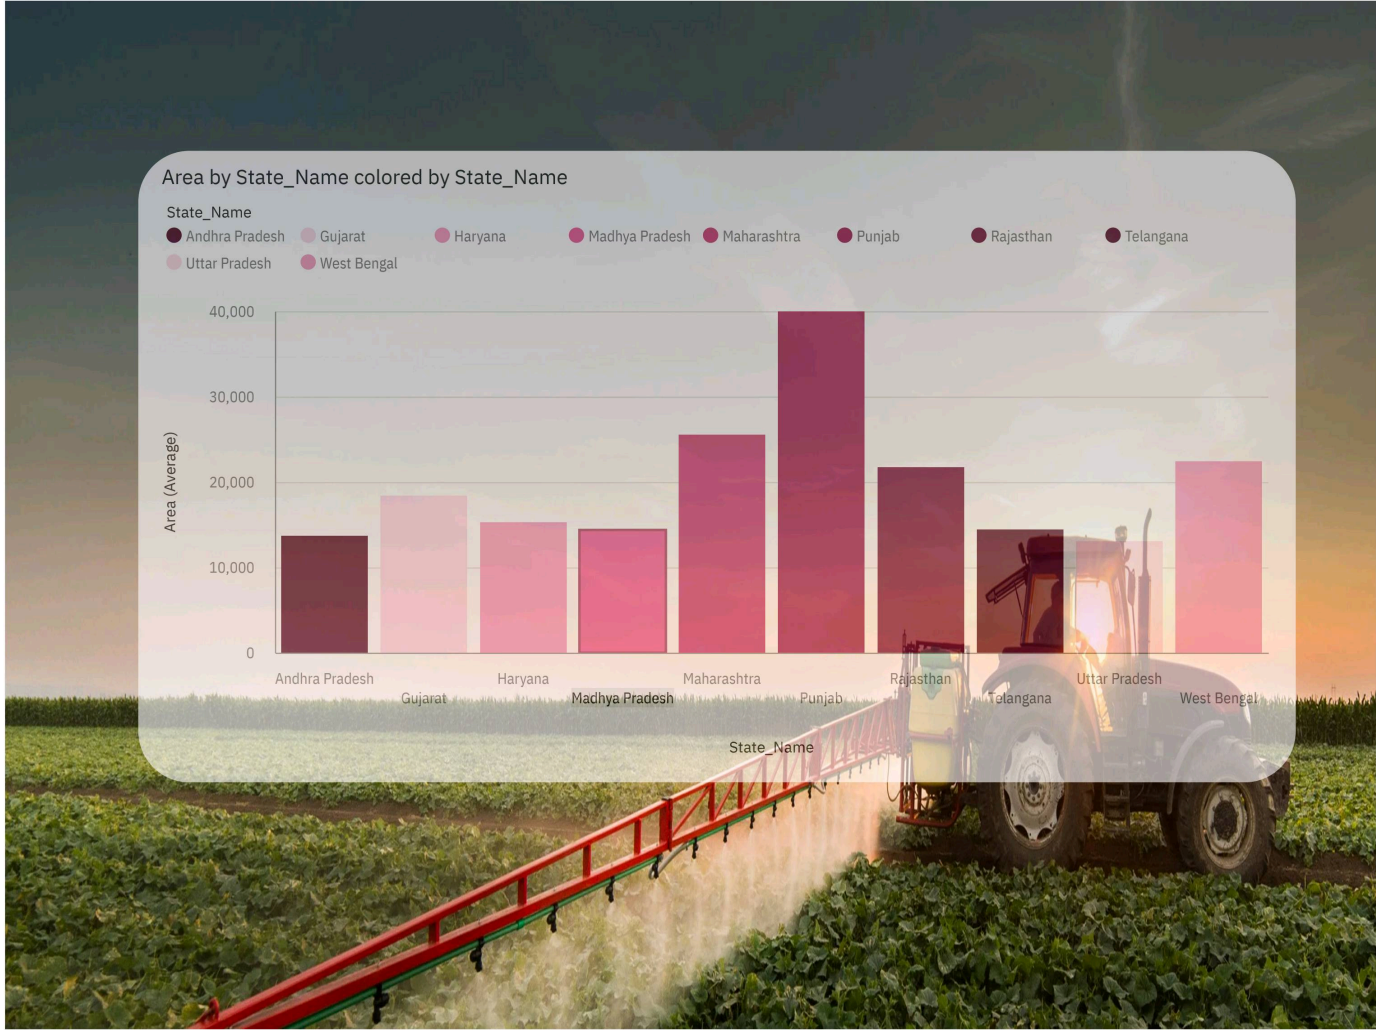 Area by State_Name colored by State_Name
State_Name
Andhra Pradesh Gujarat Haryana Madhya Pradesh Maharashtra Punjab Rajasthan Telangana
Uttar Pradesh West Bengal
40,000
30,000
20,000
10,000
0
Area (Average)
Andhra Pradesh Haryana Maharashtra Rajasthan Uttar Pradesh
Gujarat Madhya Pradesh Punjab Telangana West Bengal
State_Name